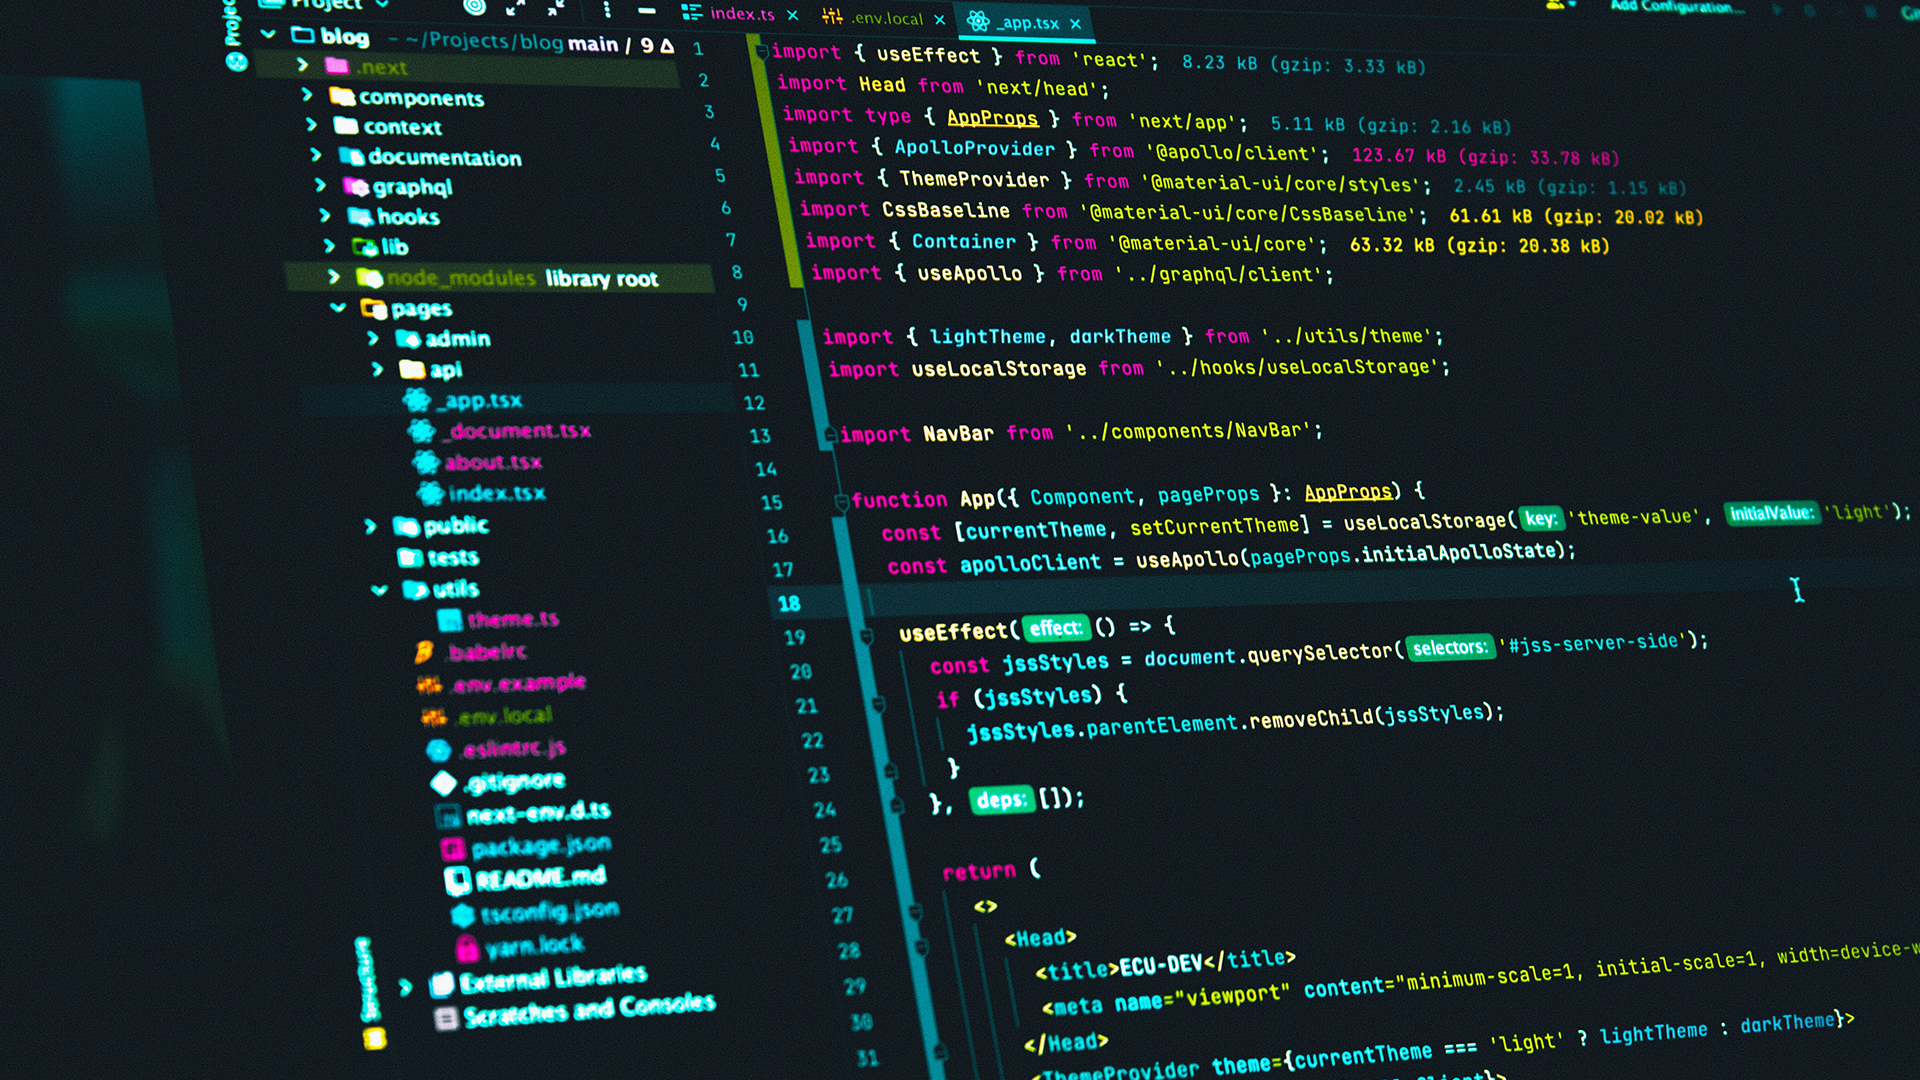 Project
index.ts
.env.local
_app.tsx
Add Configuration...
Project
blog ~/Projects/blog main / 9 Δ
.next
components
context
documentation
graphql
hooks
lib
node_modules library root
pages
admin
api
_app.tsx
_document.tsx
about.tsx
index.tsx
public
tests
utils
theme.ts
.babelrc
.env.example
.env.local
.eslintrc.js
.gitignore
next-env.d.ts
package.json
README.md
tsconfig.json
yarn.lock
External Libraries
Scratches and Consoles
Structure
1 import { useEffect } from 'react'; 8.23 kB (gzip: 3.33 kB)
2 import Head from 'next/head';
3 import type { AppProps } from 'next/app'; 5.11 kB (gzip: 2.16 kB)
4 import { ApolloProvider } from '@apollo/client'; 123.67 kB (gzip: 33.78 kB)
5 import { ThemeProvider } from '@material-ui/core/styles'; 2.45 kB (gzip: 1.15 kB)
6 import CssBaseline from '@material-ui/core/CssBaseline'; 61.61 kB (gzip: 20.02 kB)
7 import { Container } from '@material-ui/core'; 63.32 kB (gzip: 20.38 kB)
8 import { useApollo } from '../graphql/client';
9
10 import { lightTheme, darkTheme } from '../utils/theme';
11 import useLocalStorage from '../hooks/useLocalStorage';
12
13 import NavBar from '../components/NavBar';
14
15 function App({ Component, pageProps }: AppProps) {
16 const [currentTheme, setCurrentTheme] = useLocalStorage( key: 'theme-value', initialValue: 'light');
17 const apolloClient = useApollo(pageProps.initialApolloState);
18
19 useEffect( effect: () => {
20 const jssStyles = document.querySelector( selectors: '#jss-server-side');
21 if (jssStyles) {
22 jssStyles.parentElement.removeChild(jssStyles);
23 }
24 }, deps: []);
25
26 return (
27 <>
28 <Head>
29 <title>ECU-DEV</title>
30 <meta name="viewport" content="minimum-scale=1, initial-scale=1, width=device-w
31 </Head>
<ThemeProvider theme={currentTheme === 'light' ? lightTheme : darkTheme}>